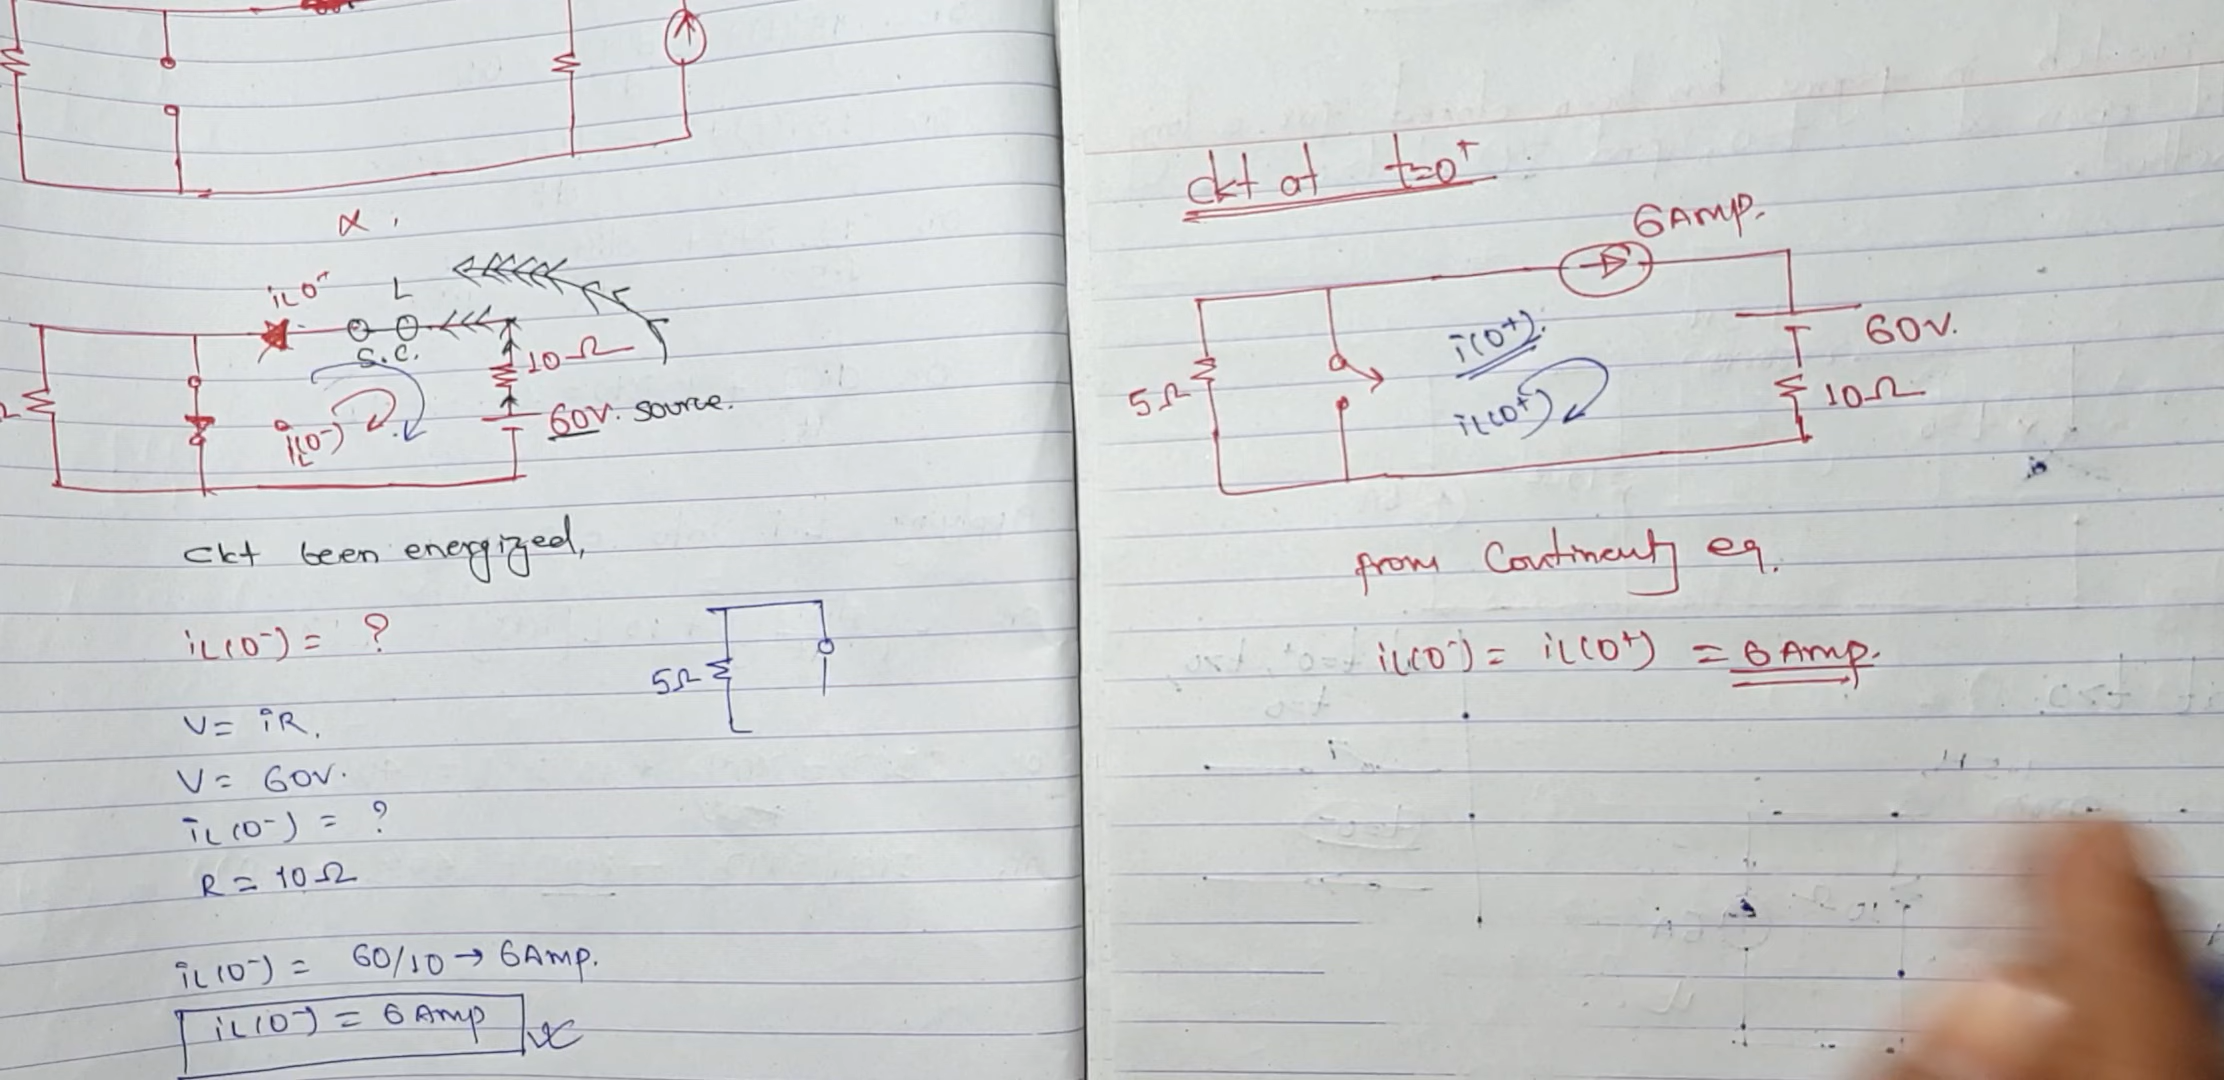 α.
iL0⁻
L
S.C.
10Ω
iL(0⁻)
60V. source.
ckt been energized,
iL(0⁻) = ?
5Ω
V = iR.
V = 60V.
iL(0⁻) = ?
R = 10Ω
iL(0⁻) = 60/10 → 6Amp.
iL(0⁻) = 6 Amp
ckt at t=0⁺
6Amp.
i(0⁺).
60V.
5Ω
iL(0⁺)
10Ω
from Continuty eq.
iL(0⁻) = iL(0⁺) = 6 Amp.